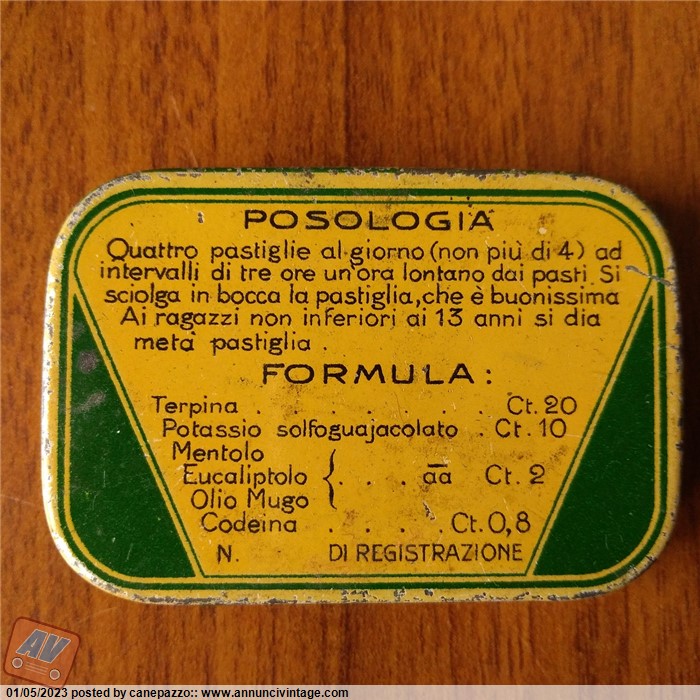 POSOLOGIA
Quattro pastiglie al giorno (non più di 4) ad
intervalli di tre ore un'ora lontano dai pasti. Si
sciolga in bocca la pastiglia, che è buonissima
Ai ragazzi non inferiori ai 13 anni si dia
metà pastiglia .
FORMULA :
Terpina . . . . . . . Ct. 20
Potassio solfoguajacolato . Ct. 10
Mentolo
Eucaliptolo { . . . āā Ct. 2
Olio Mugo
Codeina . . . . Ct. 0,8
N. DI REGISTRAZIONE
AV
01/05/2023 posted by canepazzo:: www.annuncivintage.com